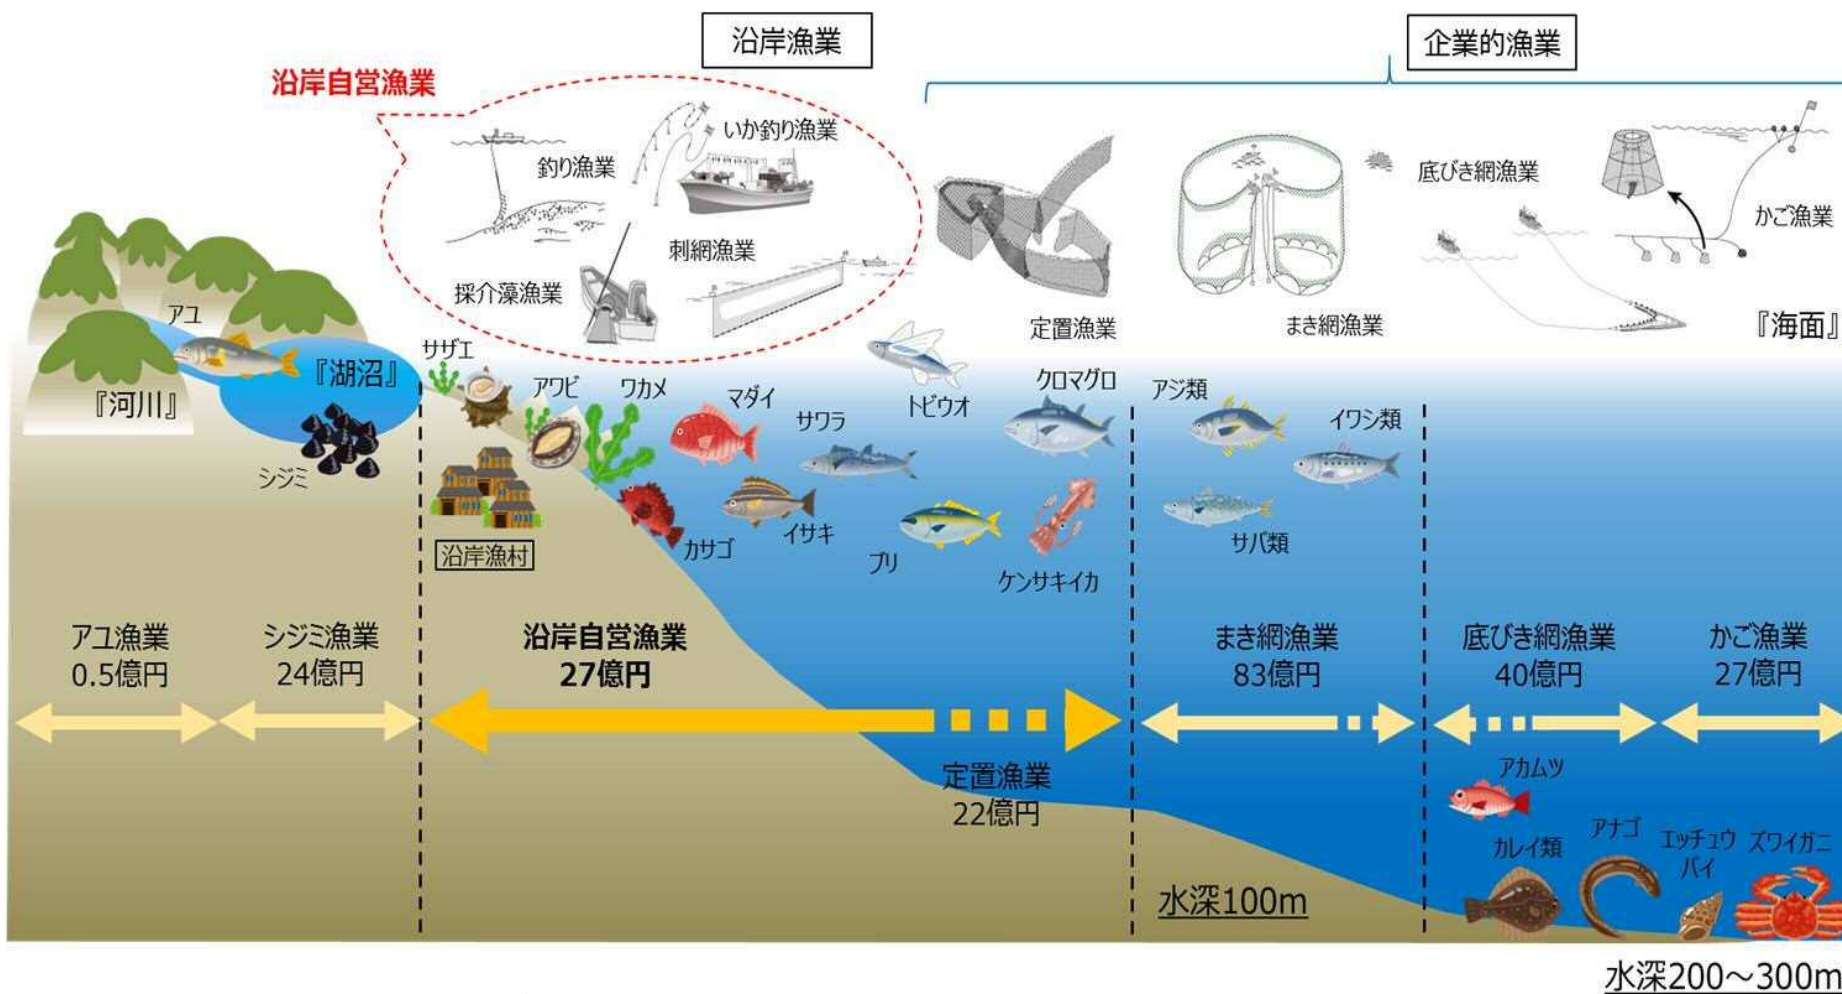 沿岸漁業
企業的漁業
沿岸自営漁業
いか釣り漁業
釣り漁業
刺網漁業
採介藻漁業
底びき網漁業
かご漁業
定置漁業
まき網漁業
『海面』
アユ
『河川』
『湖沼』
シジミ
サザエ
アワビ
ワカメ
マダイ
サワラ
トビウオ
クロマグロ
アジ類
イワシ類
サバ類
カサゴ
イサキ
ブリ
ケンサキイカ
沿岸漁村
アユ漁業
0.5億円
シジミ漁業
24億円
沿岸自営漁業
27億円
まき網漁業
83億円
底びき網漁業
40億円
かご漁業
27億円
定置漁業
22億円
アカムツ
カレイ類
アナゴ
エッチュウ
バイ
ズワイガニ
水深100m
水深200～300m